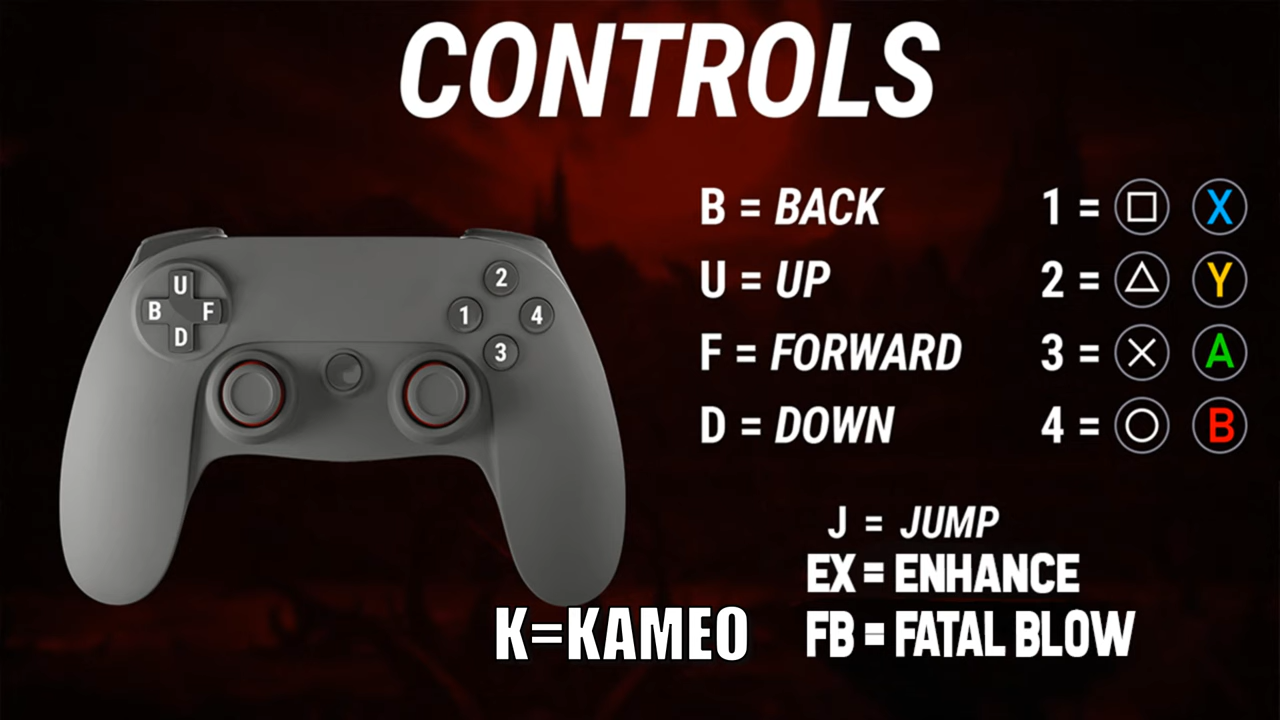 CONTROLS
B = BACK 1 = □ X
U = UP 2 = △ Y
F = FORWARD 3 = ✕ A
D = DOWN 4 = ○ B
U
B F
D
2
1 4
3
J = JUMP
EX = ENHANCE
K=KAMEO FB = FATAL BLOW